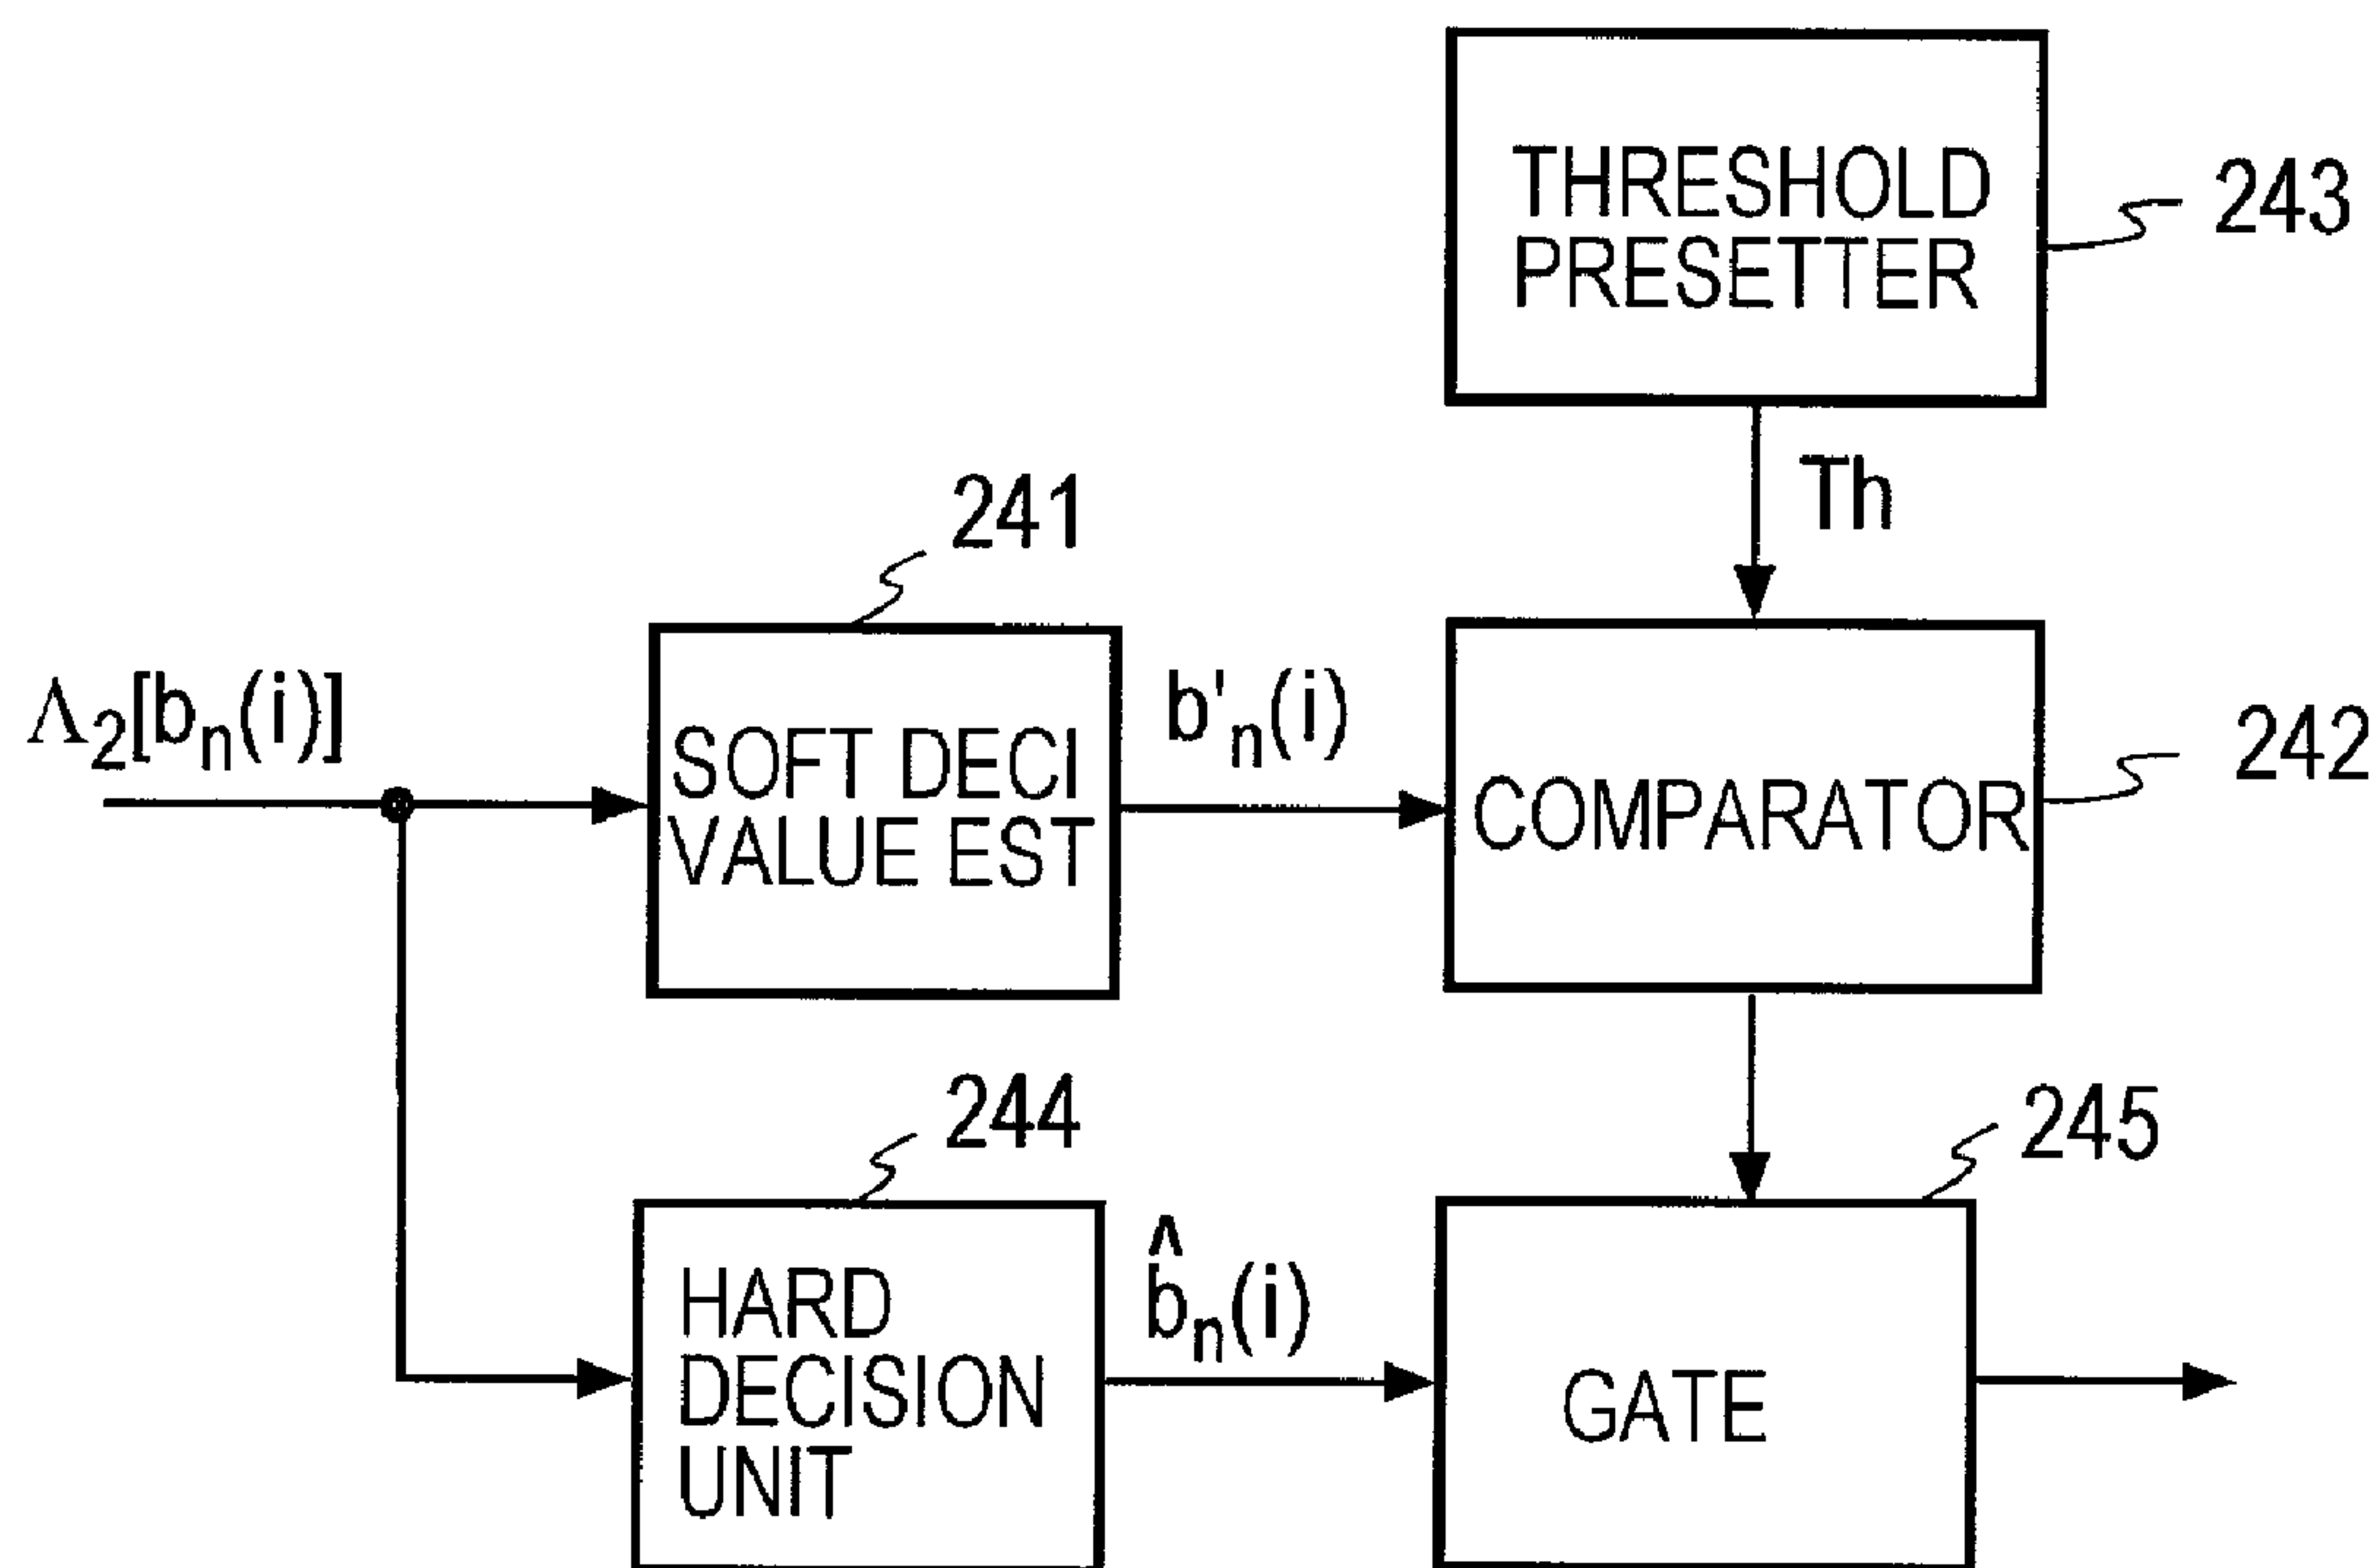 THRESHOLD
PRESETTER
243
Th
241
Λ2[bn(i)]
SOFT DECI
VALUE EST
b'n(i)
COMPARATOR
242
244
245
HARD
DECISION
UNIT
b̂n(i)
GATE